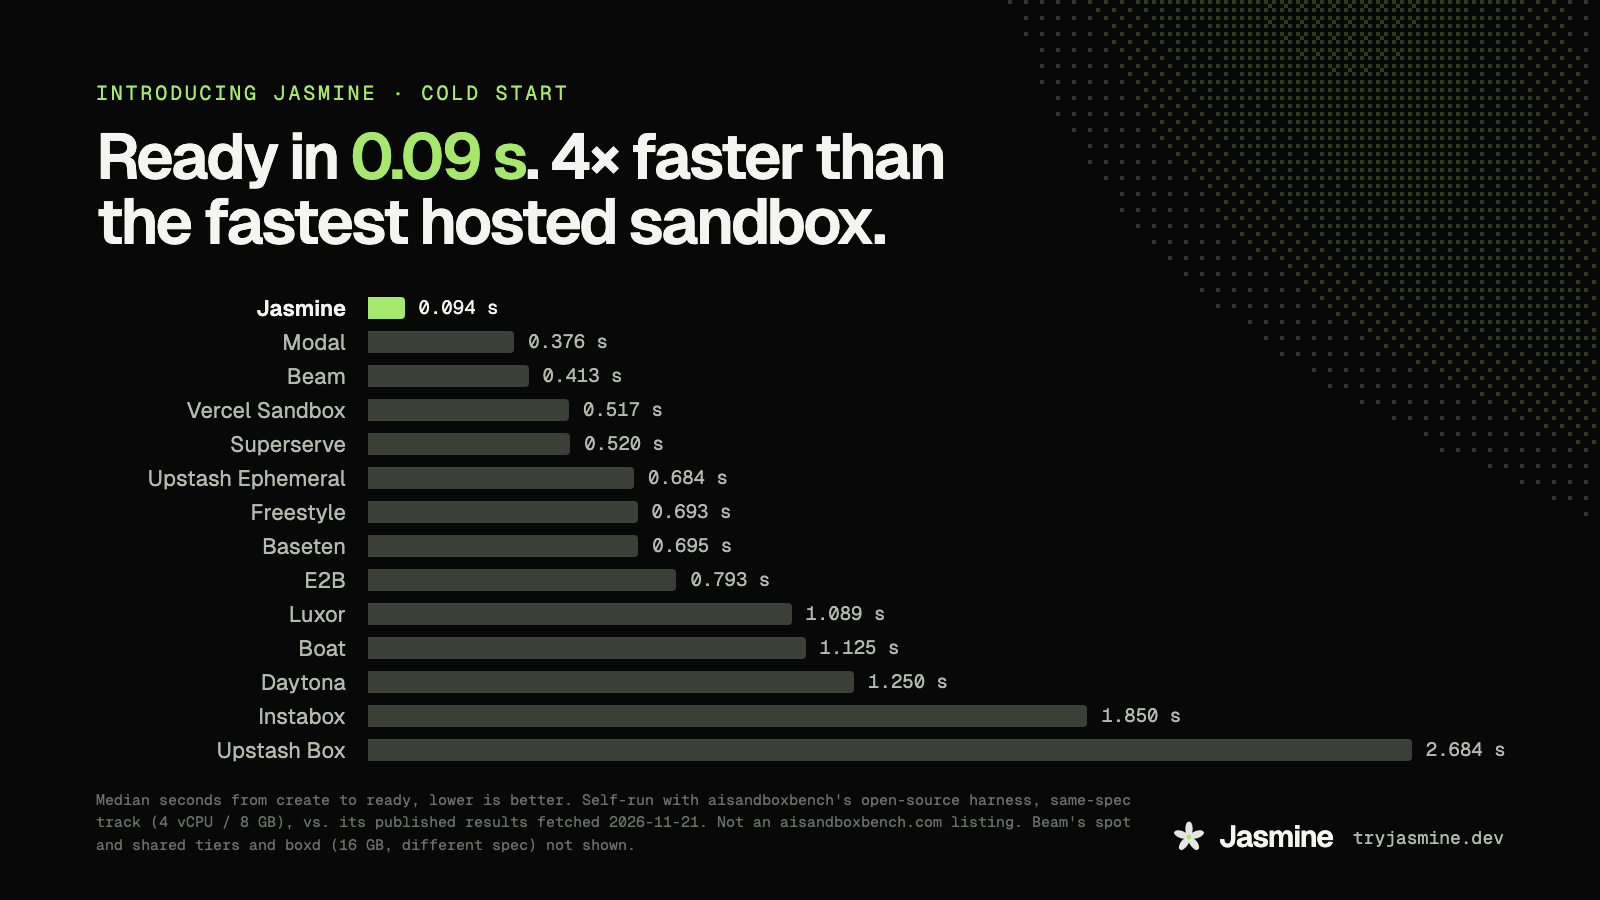 INTRODUCING JASMINE · COLD START
Ready in 0.09 s. 4× faster than
the fastest hosted sandbox.
Jasmine 0.094 s
Modal 0.376 s
Beam 0.413 s
Vercel Sandbox 0.517 s
Superserve 0.520 s
Upstash Ephemeral 0.684 s
Freestyle 0.693 s
Baseten 0.695 s
E2B 0.793 s
Luxor 1.089 s
Boat 1.125 s
Daytona 1.250 s
Instabox 1.850 s
Upstash Box 2.684 s
Median seconds from create to ready, lower is better. Self-run with aisandboxbench's open-source harness, same-spec
track (4 vCPU / 8 GB), vs. its published results fetched 2026-11-21. Not an aisandboxbench.com listing. Beam's spot
and shared tiers and boxd (16 GB, different spec) not shown.
Jasmine tryjasmine.dev